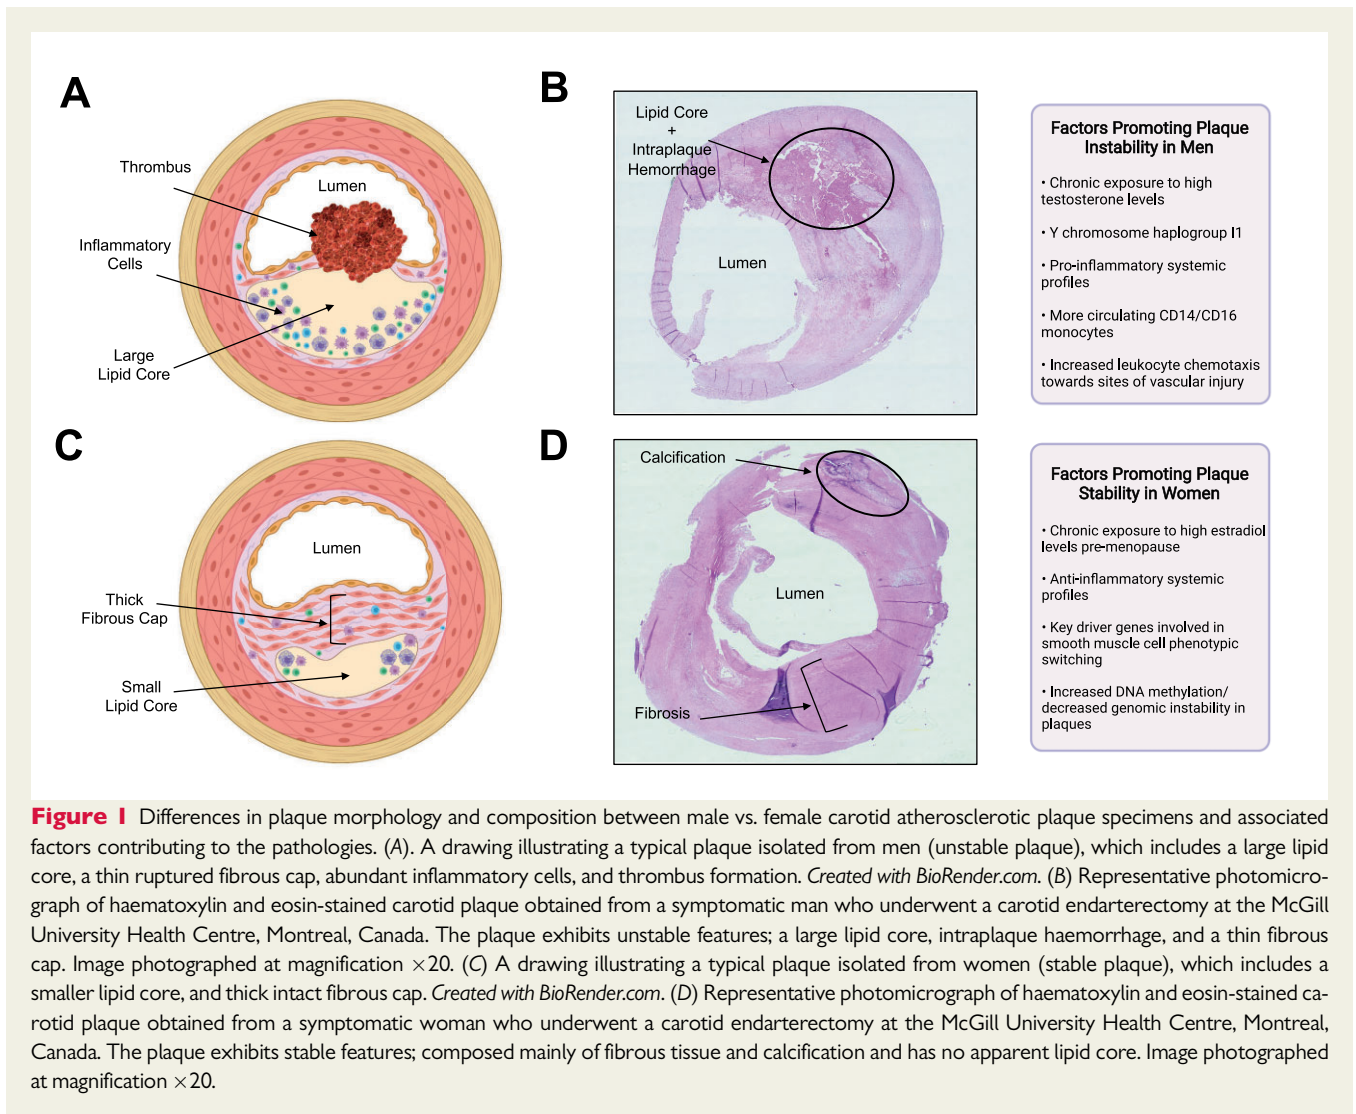 A
Thrombus
Lumen
Inflammatory
Cells
Large
Lipid Core
B
Lipid Core
+
Intraplaque
Hemorrhage
Lumen
Factors Promoting Plaque
Instability in Men
• Chronic exposure to high
testosterone levels
• Y chromosome haplogroup I1
• Pro-inflammatory systemic
profiles
• More circulating CD14/CD16
monocytes
• Increased leukocyte chemotaxis
towards sites of vascular injury
C
Lumen
Thick
Fibrous Cap
Small
Lipid Core
D
Calcification
Lumen
Fibrosis
Factors Promoting Plaque
Stability in Women
• Chronic exposure to high estradiol
levels pre-menopause
• Anti-inflammatory systemic
profiles
• Key driver genes involved in
smooth muscle cell phenotypic
switching
• Increased DNA methylation/
decreased genomic instability in
plaques
Figure 1 Differences in plaque morphology and composition between male vs. female carotid atherosclerotic plaque specimens and associated
factors contributing to the pathologies. (A). A drawing illustrating a typical plaque isolated from men (unstable plaque), which includes a large lipid
core, a thin ruptured fibrous cap, abundant inflammatory cells, and thrombus formation. Created with BioRender.com. (B) Representative photomicro-
graph of haematoxylin and eosin-stained carotid plaque obtained from a symptomatic man who underwent a carotid endarterectomy at the McGill
University Health Centre, Montreal, Canada. The plaque exhibits unstable features; a large lipid core, intraplaque haemorrhage, and a thin fibrous
cap. Image photographed at magnification ×20. (C) A drawing illustrating a typical plaque isolated from women (stable plaque), which includes a
smaller lipid core, and thick intact fibrous cap. Created with BioRender.com. (D) Representative photomicrograph of haematoxylin and eosin-stained ca-
rotid plaque obtained from a symptomatic woman who underwent a carotid endarterectomy at the McGill University Health Centre, Montreal,
Canada. The plaque exhibits stable features; composed mainly of fibrous tissue and calcification and has no apparent lipid core. Image photographed
at magnification ×20.